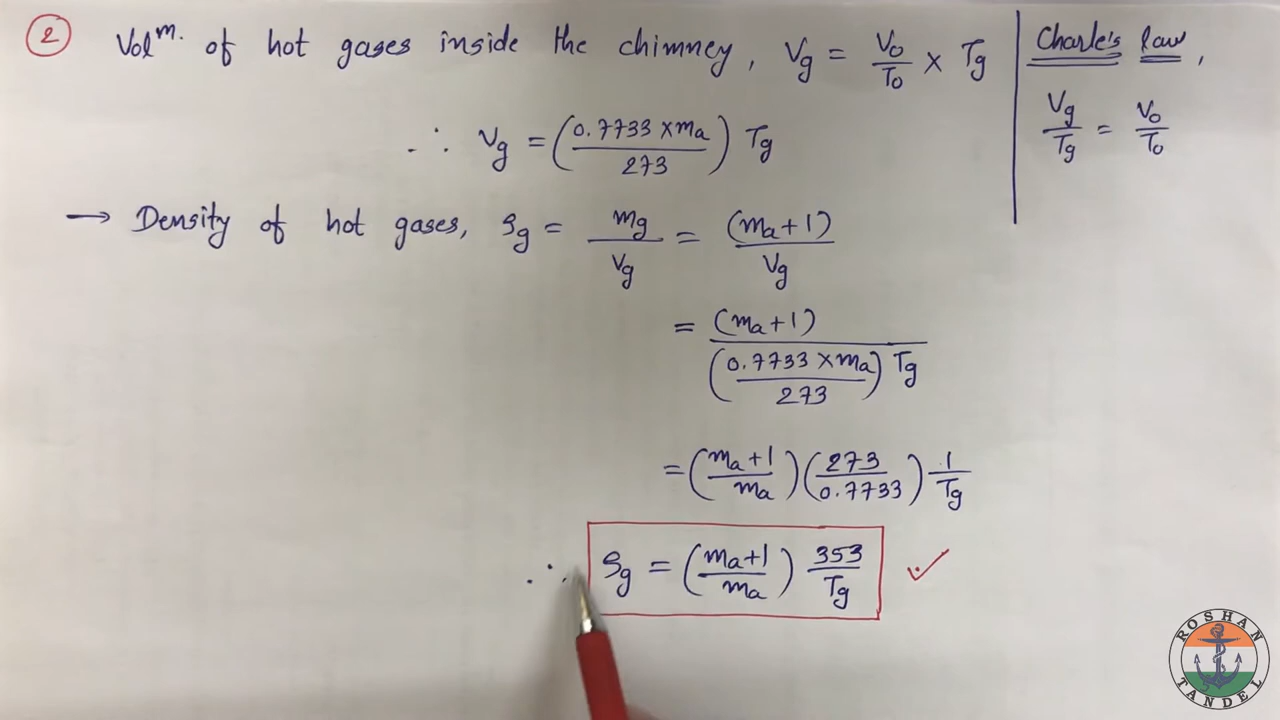 ② Vol^m. of hot gases inside the chimney, Vg = V₀/T₀ × Tg
Charle's law,
Vg/Tg = V₀/T₀
∴ Vg = (0.7733 × ma / 273) Tg
→ Density of hot gases, ρg = mg/Vg = (ma+1)/Vg
= (ma+1) / (0.7733 × ma / 273) Tg
= (ma+1 / ma) (273 / 0.7733) 1/Tg
∴ ρg = (ma+1 / ma) 353/Tg ✓
ROSHAN
TANDEL